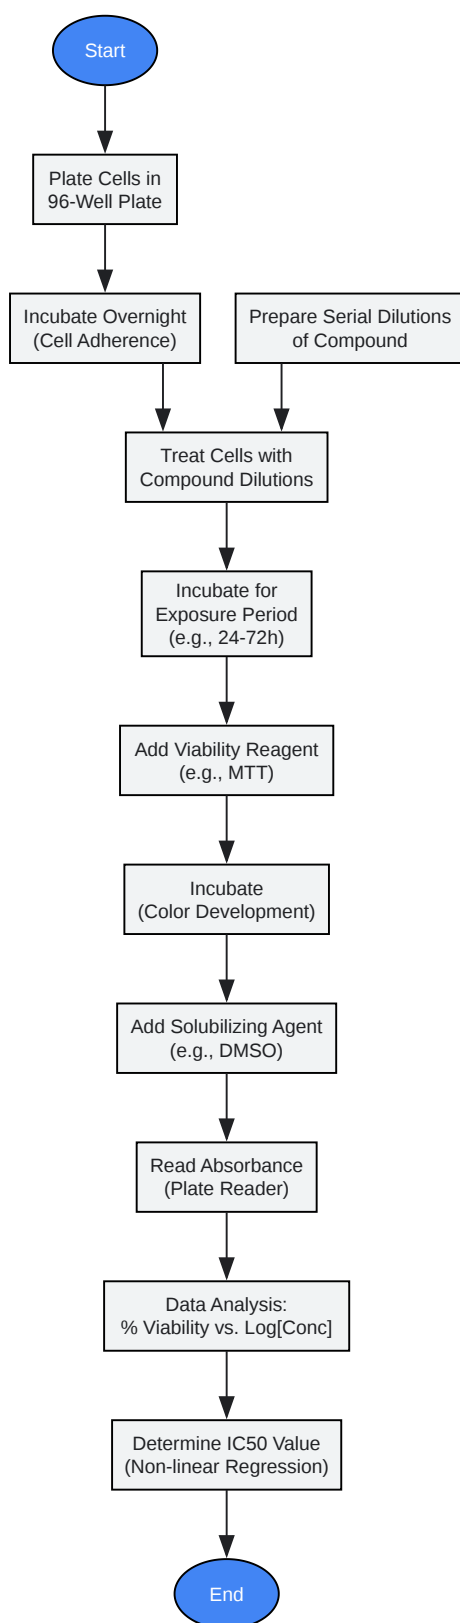 Start
Plate Cells in
96-Well Plate
Incubate Overnight
(Cell Adherence)
Prepare Serial Dilutions
of Compound
Treat Cells with
Compound Dilutions
Incubate for
Exposure Period
(e.g., 24-72h)
Add Viability Reagent
(e.g., MTT)
Incubate
(Color Development)
Add Solubilizing Agent
(e.g., DMSO)
Read Absorbance
(Plate Reader)
Data Analysis:
% Viability vs. Log[Conc]
Determine IC50 Value
(Non-linear Regression)
End